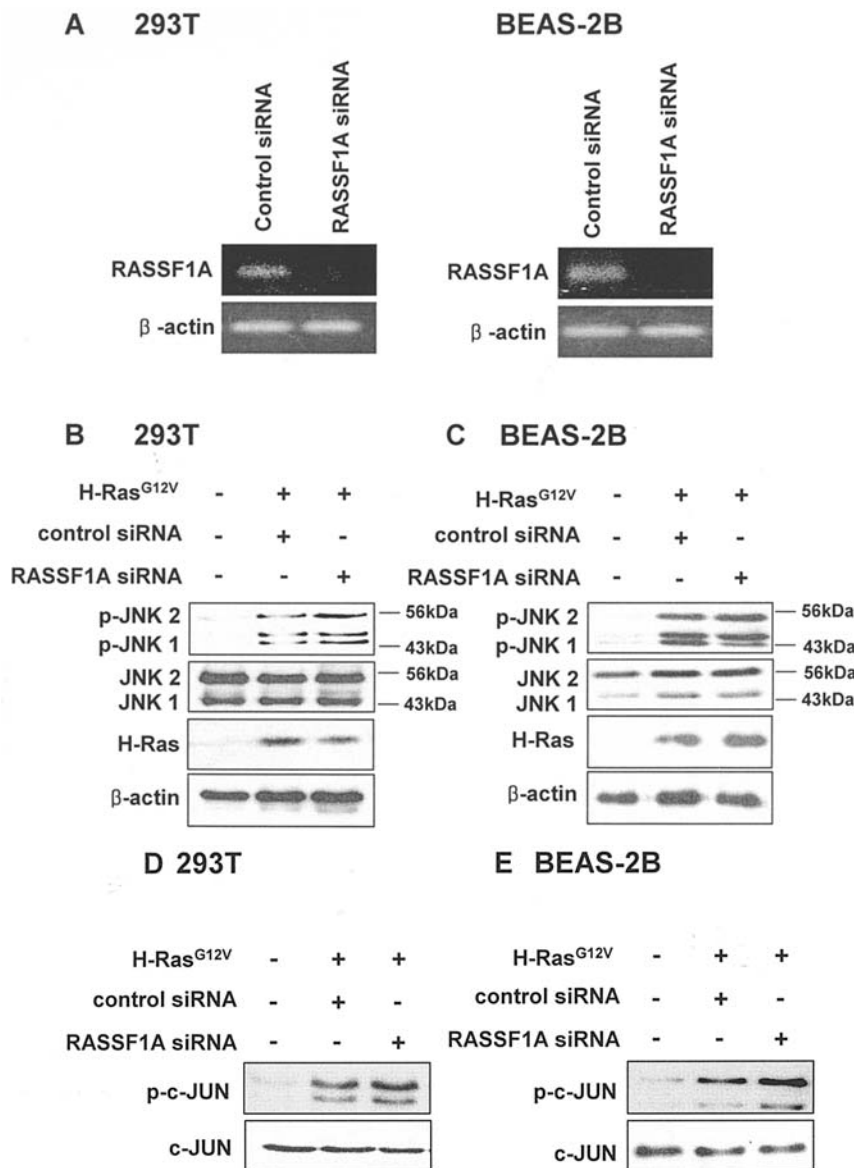 A 293T
Control siRNA
RASSF1A siRNA
RASSF1A
β-actin
BEAS-2B
Control siRNA
RASSF1A siRNA
RASSF1A
β-actin
B 293T
H-Ras^G12V - + +
control siRNA - + -
RASSF1A siRNA - - +
p-JNK 2
56kDa
p-JNK 1
43kDa
JNK 2
56kDa
JNK 1
43kDa
H-Ras
β-actin
C BEAS-2B
H-Ras^G12V - + +
control siRNA - + -
RASSF1A siRNA - - +
p-JNK 2
56kDa
p-JNK 1
43kDa
JNK 2
56kDa
JNK 1
43kDa
H-Ras
β-actin
D 293T
H-Ras^G12V - + +
control siRNA - + -
RASSF1A siRNA - - +
p-c-JUN
c-JUN
E BEAS-2B
H-Ras^G12V - + +
control siRNA - + -
RASSF1A siRNA - - +
p-c-JUN
c-JUN